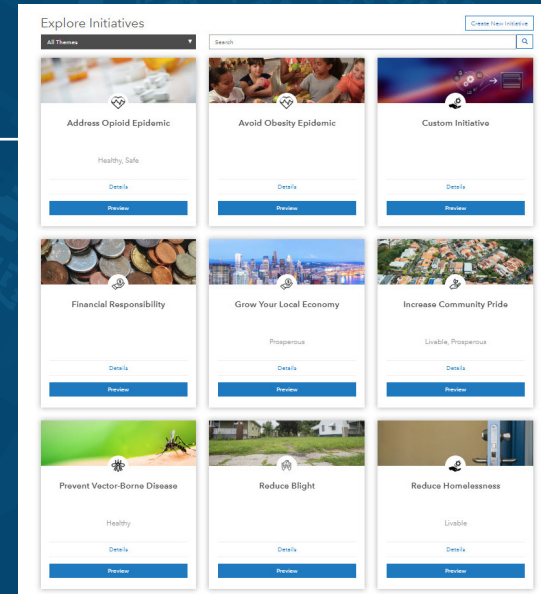 Explore Initiatives
Create New Initiative
All Themes
Search
Address Opioid Epidemic
Healthy, Safe
Details
Preview
Avoid Obesity Epidemic
Details
Preview
Custom Initiative
Details
Preview
Financial Responsibility
Details
Preview
Grow Your Local Economy
Prosperous
Details
Preview
Increase Community Pride
Livable, Prosperous
Details
Preview
Prevent Vector-Borne Disease
Healthy
Details
Preview
Reduce Blight
Details
Preview
Reduce Homelessness
Livable
Details
Preview